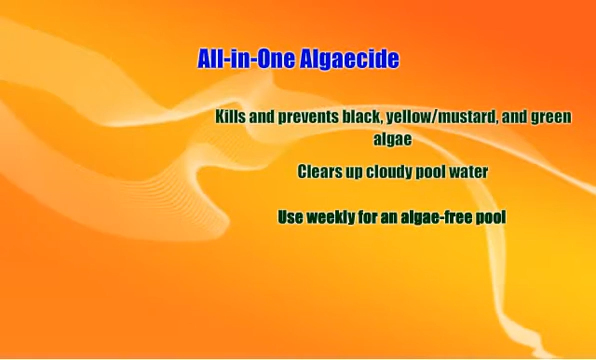 All-in-One Algaecide
Kills and prevents black, yellow/mustard, and green
algae
Clears up cloudy pool water
Use weekly for an algae-free pool